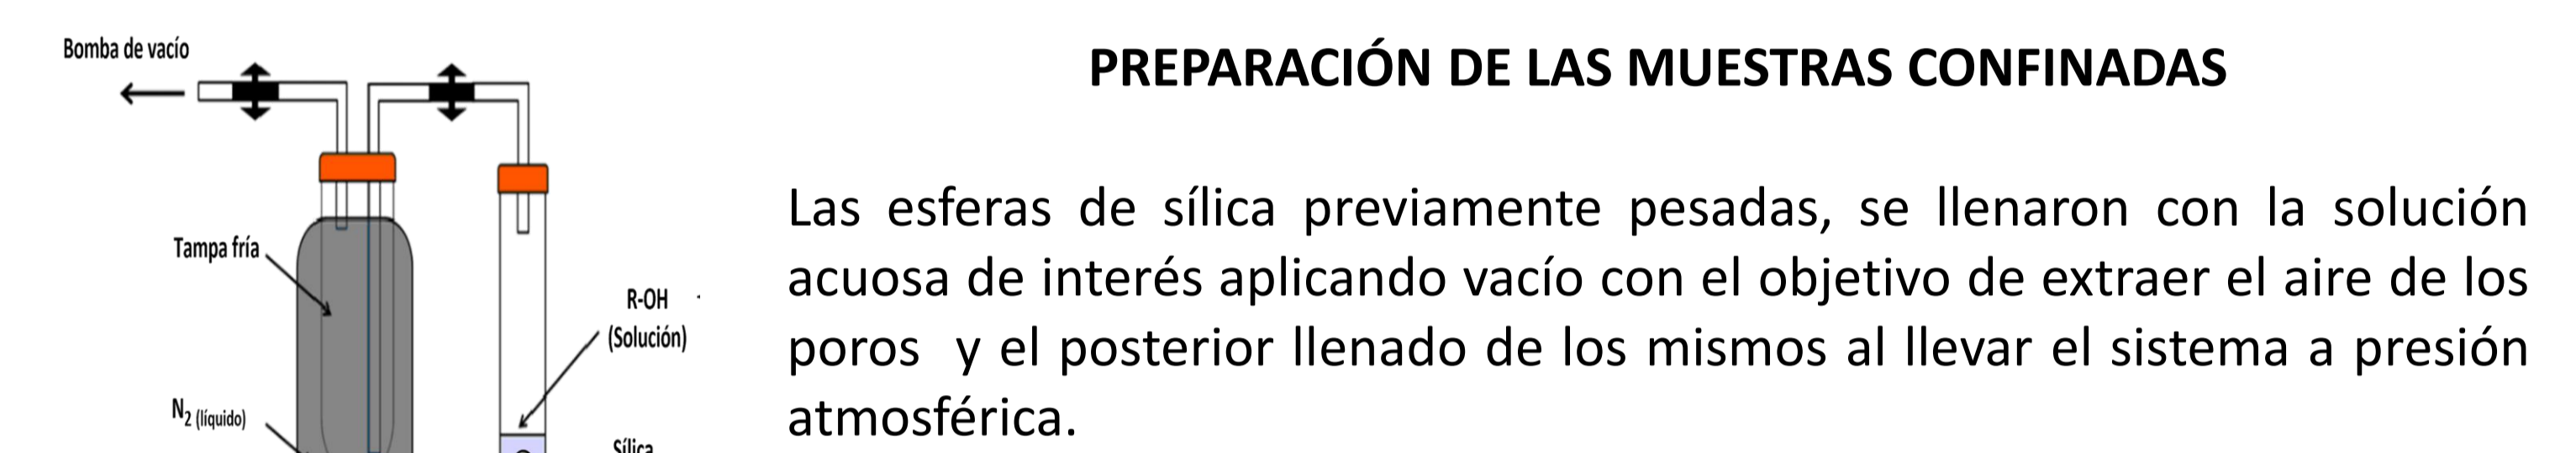 Bomba de vacío
Tampa fría
R-OH
(Solución)
N2 (líquido)
Sílica
PREPARACIÓN DE LAS MUESTRAS CONFINADAS
Las esferas de sílica previamente pesadas, se llenaron con la solución
acuosa de interés aplicando vacío con el objetivo de extraer el aire de los
poros y el posterior llenado de los mismos al llevar el sistema a presión
atmosférica.